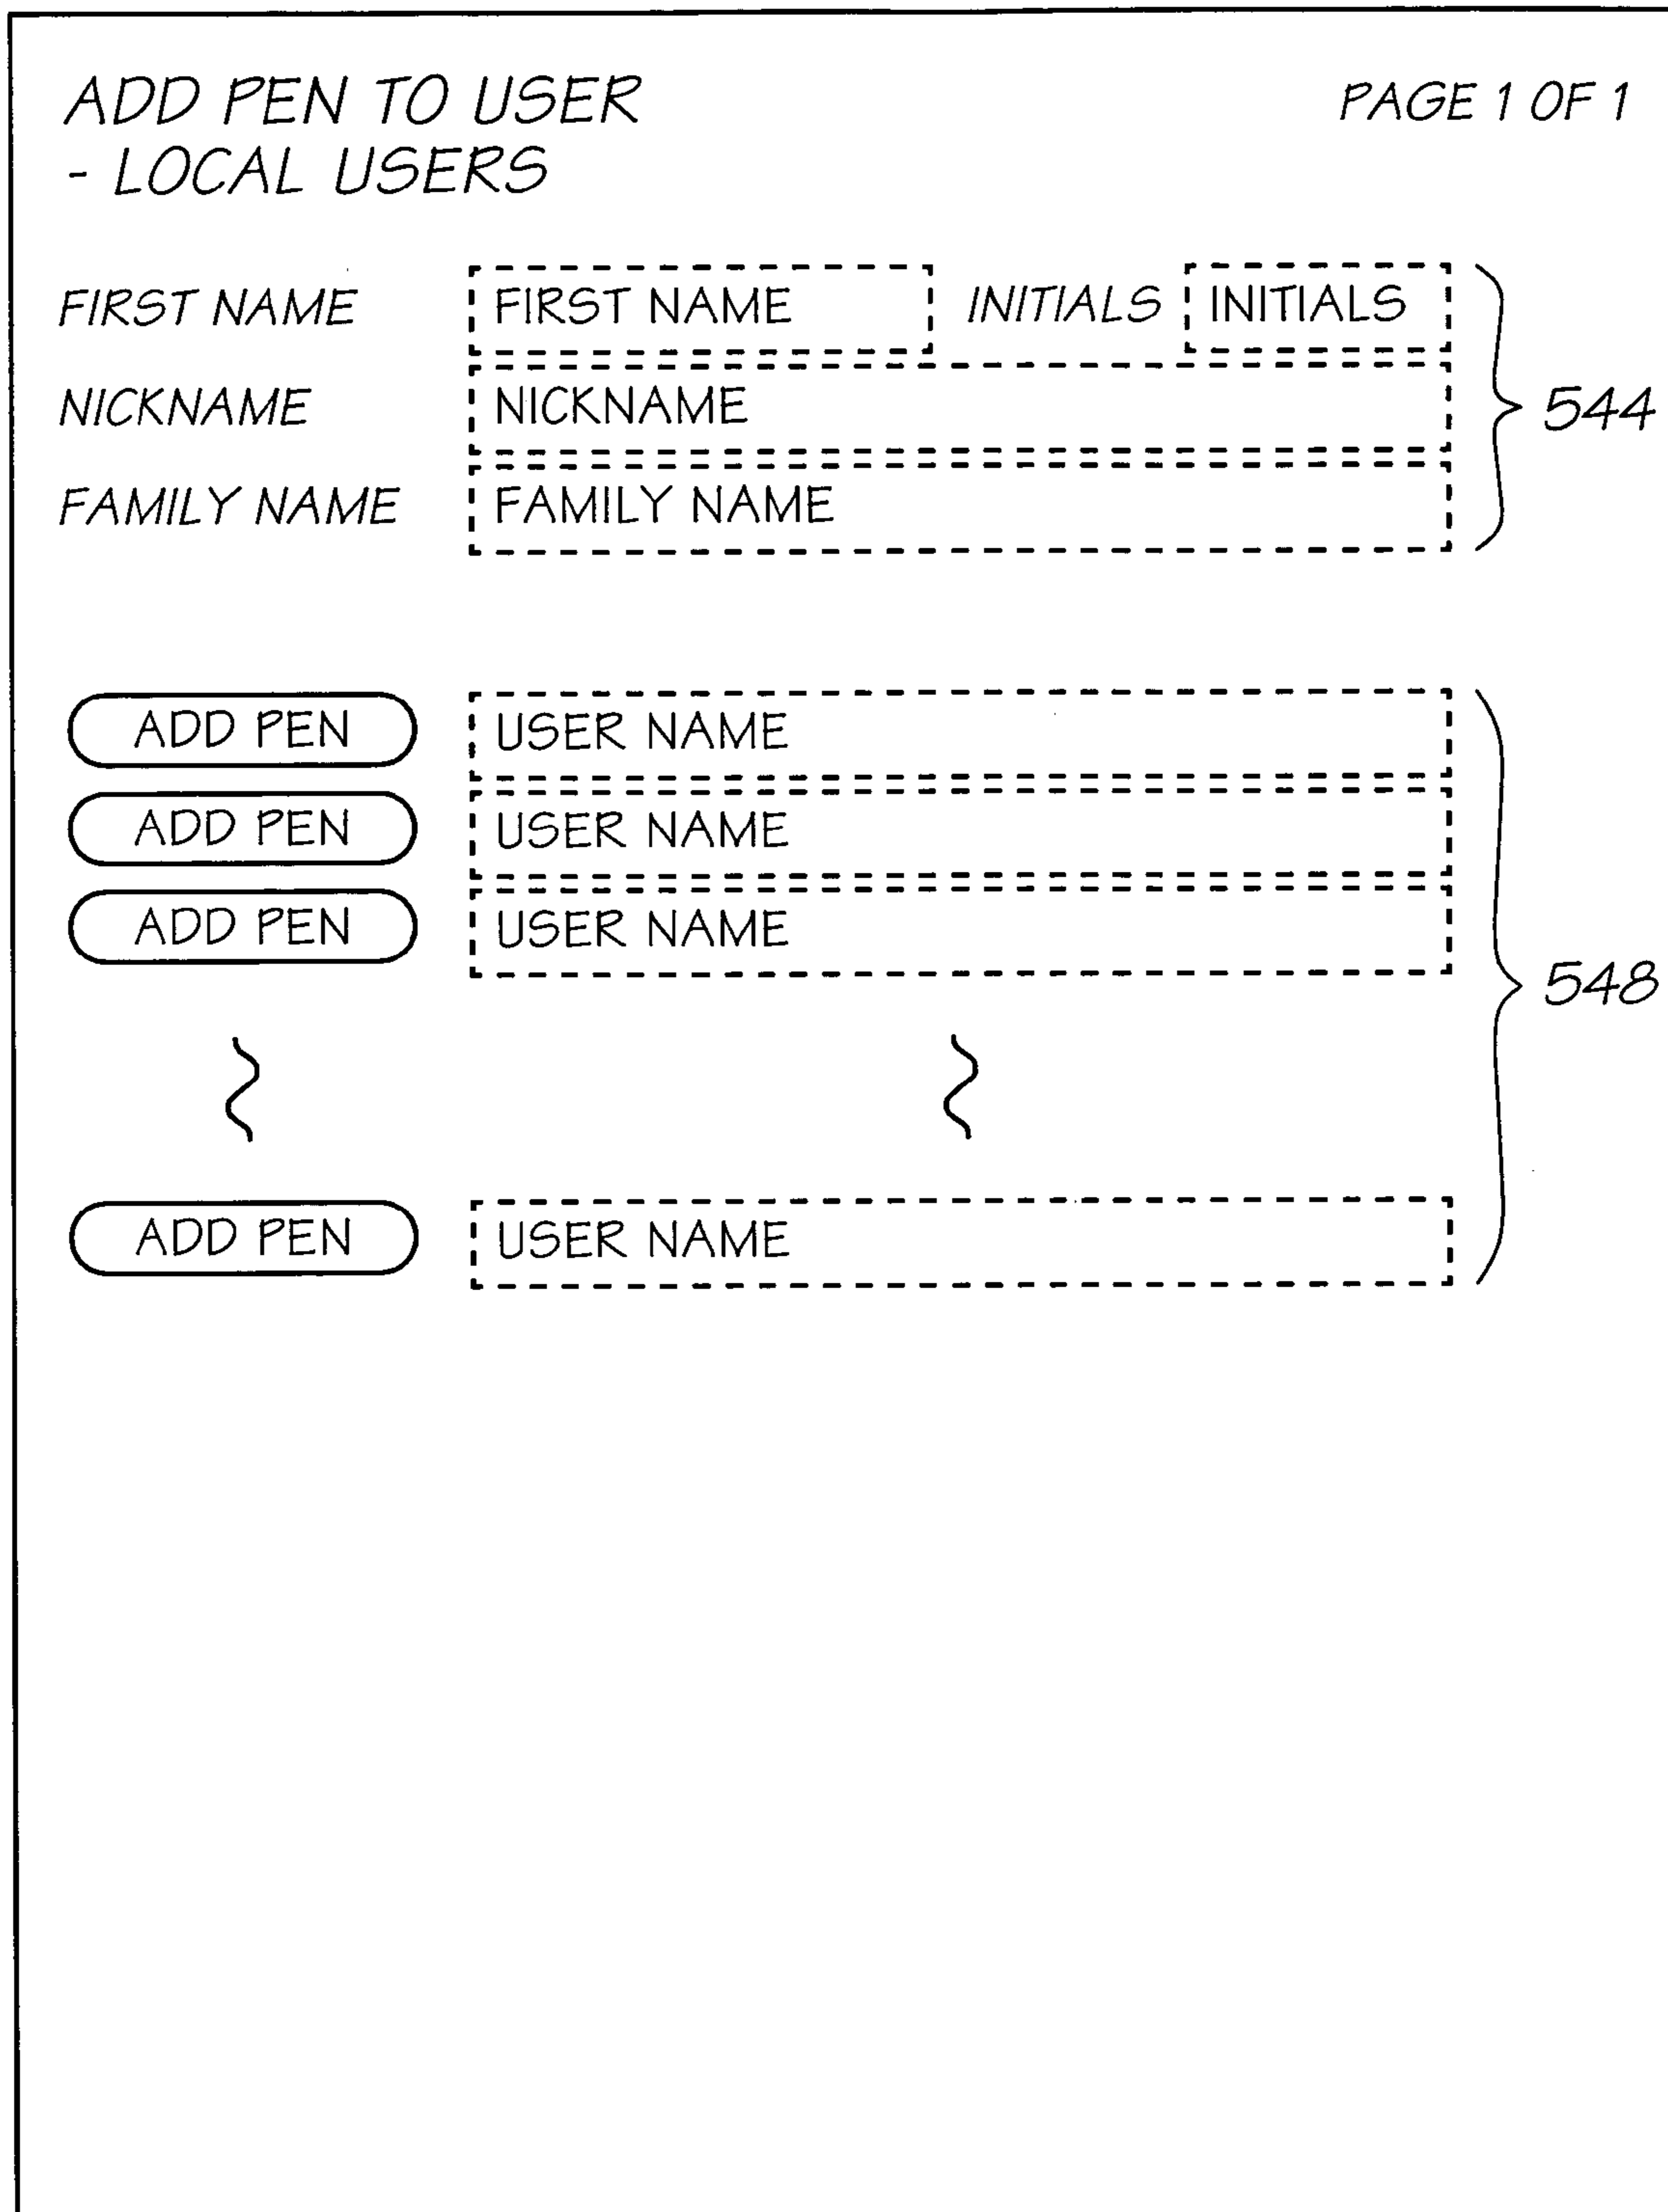 ADD PEN TO USER PAGE 1 OF 1
- LOCAL USERS
FIRST NAME FIRST NAME INITIALS INITIALS
NICKNAME NICKNAME 544
FAMILY NAME FAMILY NAME
ADD PEN USER NAME
ADD PEN USER NAME
ADD PEN USER NAME
548
ADD PEN USER NAME